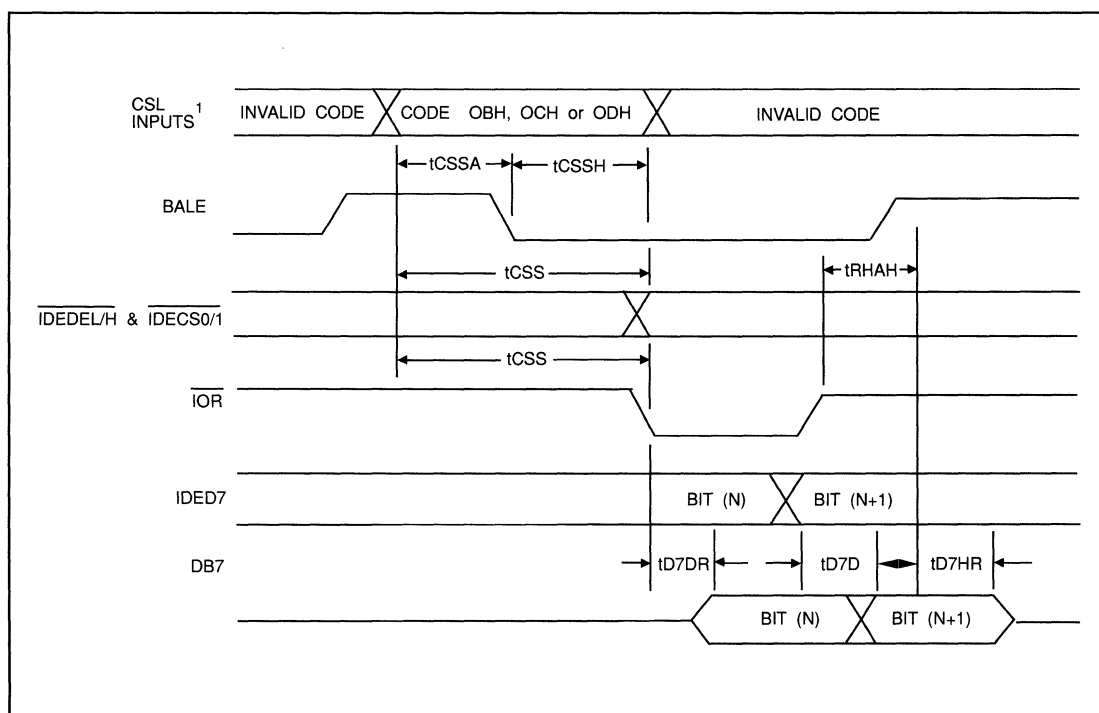 CSL
INPUTS 1
INVALID CODE
CODE OBH, OCH or ODH
INVALID CODE
tCSSA
tCSSH
BALE
tCSS
tRHAH
IDEDEL/H & IDECS0/1
tCSS
IOR
IDED7
BIT (N)
BIT (N+1)
DB7
tD7DR
tD7D
tD7HR
BIT (N)
BIT (N+1)